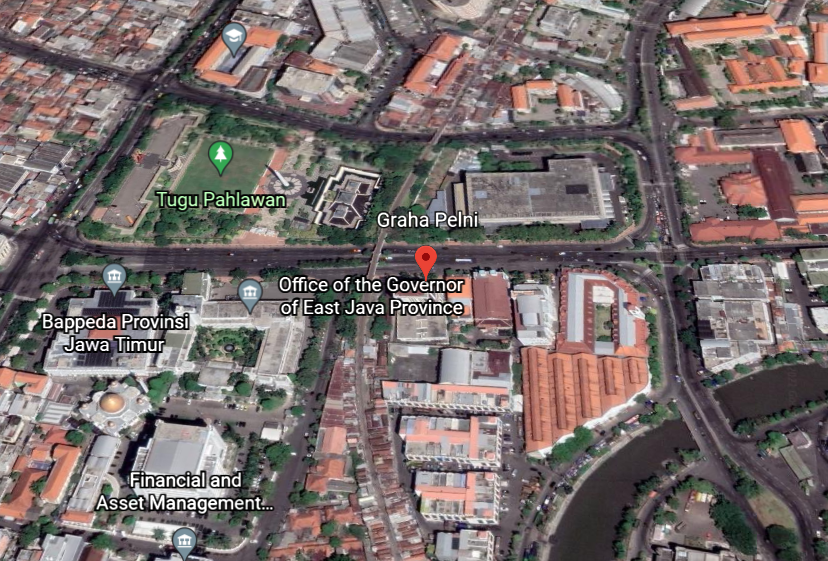 Tugu Pahlawan
Graha Pelni
Office of the Governor
of East Java Province
Bappeda Provinsi
Jawa Timur
Financial and
Asset Management...